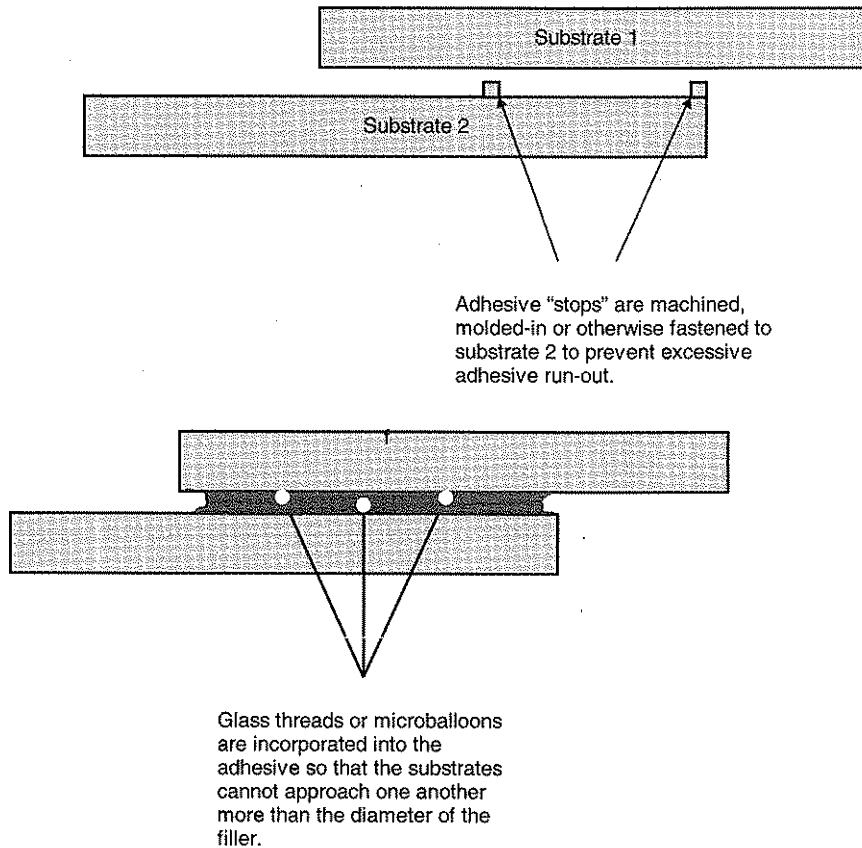 Substrate 1
Substrate 2
Adhesive “stops” are machined,
molded-in or otherwise fastened to
substrate 2 to prevent excessive
adhesive run-out.
Glass threads or microballoons
are incorporated into the
adhesive so that the substrates
cannot approach one another
more than the diameter of the
filler.